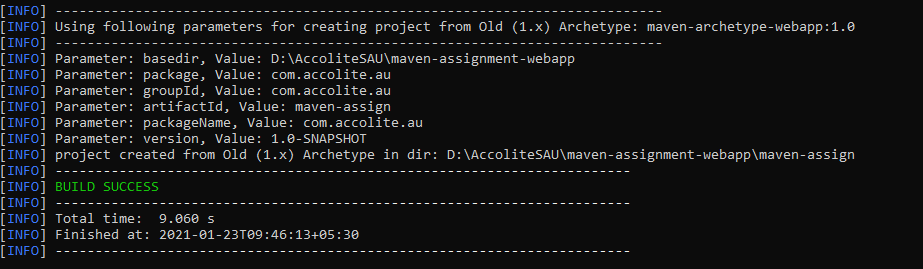 [INFO] ----------------------------------------------------------------------------
[INFO] Using following parameters for creating project from Old (1.x) Archetype: maven-archetype-webapp:1.0
[INFO] ----------------------------------------------------------------------------
[INFO] Parameter: basedir, Value: D:\AccoliteSAU\maven-assignment-webapp
[INFO] Parameter: package, Value: com.accolite.au
[INFO] Parameter: groupId, Value: com.accolite.au
[INFO] Parameter: artifactId, Value: maven-assign
[INFO] Parameter: packageName, Value: com.accolite.au
[INFO] Parameter: version, Value: 1.0-SNAPSHOT
[INFO] project created from Old (1.x) Archetype in dir: D:\AccoliteSAU\maven-assignment-webapp\maven-assign
[INFO] ------------------------------------------------------------------------
[INFO] BUILD SUCCESS
[INFO] ------------------------------------------------------------------------
[INFO] Total time:  9.060 s
[INFO] Finished at: 2021-01-23T09:46:13+05:30
[INFO] ------------------------------------------------------------------------